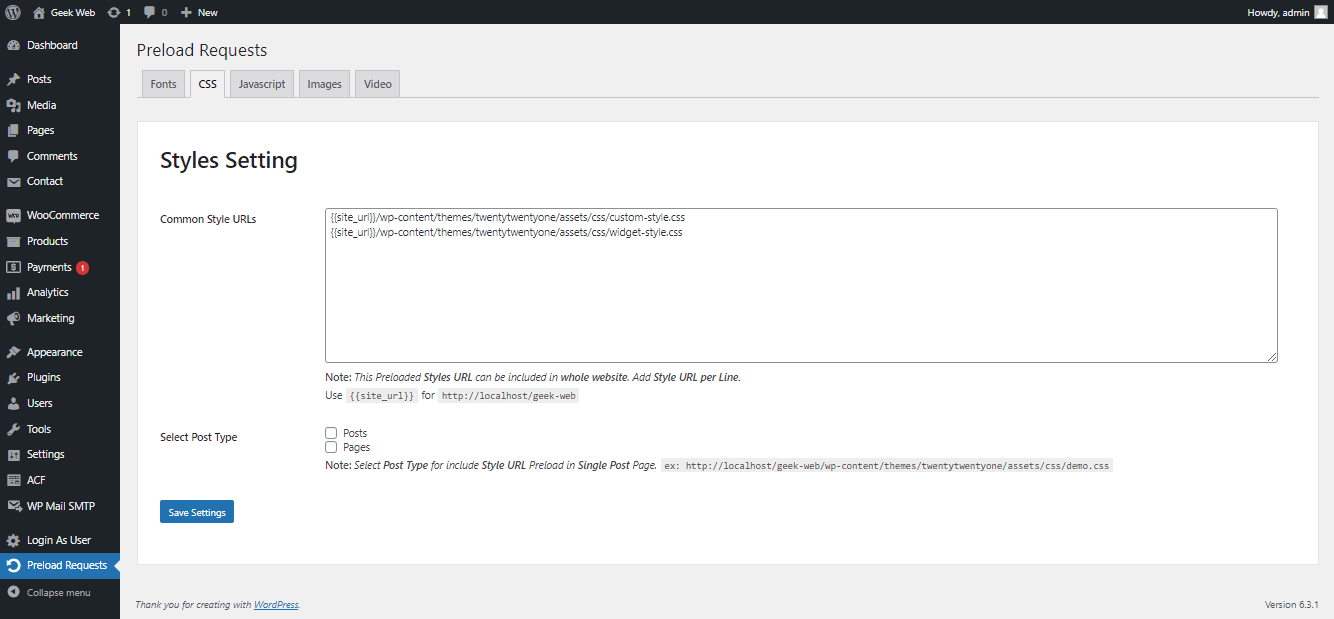 Geek Web 1 0 New Howdy, admin
Dashboard
Posts
Media
Pages
Comments
Contact
WooCommerce
Products
Payments 1
Analytics
Marketing
Appearance
Plugins
Users
Tools
Settings
ACF
WP Mail SMTP
Login As User
Preload Requests
Collapse menu
Preload Requests
Fonts CSS Javascript Images Video
Styles Setting
Common Style URLs
{{site_url}}/wp-content/themes/twentytwentyone/assets/css/custom-style.css
{{site_url}}/wp-content/themes/twentytwentyone/assets/css/widget-style.css
Note: This Preloaded Styles URL can be included in whole website. Add Style URL per Line.
Use {{site_url}} for http://localhost/geek-web
Select Post Type
Posts
Pages
Note: Select Post Type for include Style URL Preload in Single Post Page. ex: http://localhost/geek-web/wp-content/themes/twentytwentyone/assets/css/demo.css
Save Settings
Thank you for creating with WordPress. Version 6.3.1